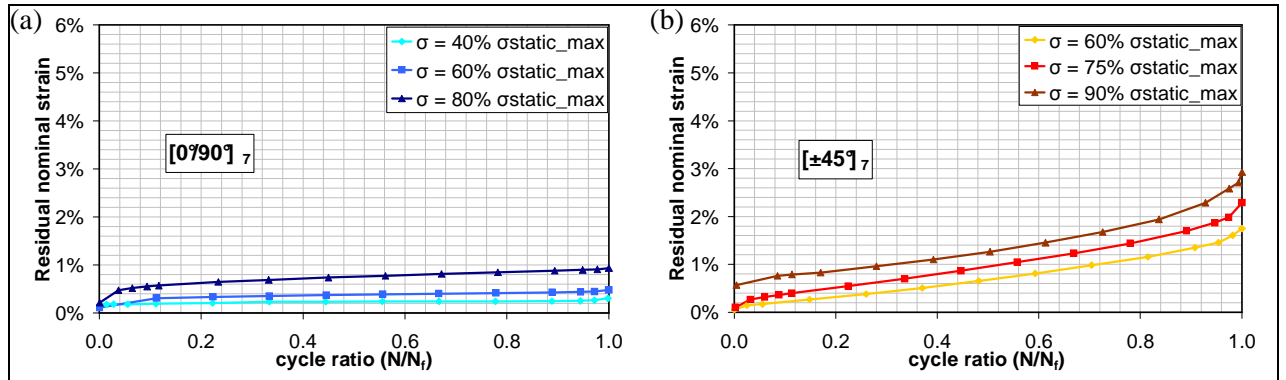 (a)
6%
5%
4%
3%
2%
1%
0%
Residual nominal strain
σ = 40% σstatic_max
σ = 60% σstatic_max
σ = 80% σstatic_max
[0°/90°] 7
0.0 0.2 0.4 0.6 0.8 1.0
cycle ratio (N/Nf)
(b)
6%
5%
4%
3%
2%
1%
0%
Residual nominal strain
σ = 60% σstatic_max
σ = 75% σstatic_max
σ = 90% σstatic_max
[±45°] 7
0.0 0.2 0.4 0.6 0.8 1.0
cycle ratio (N/Nf)